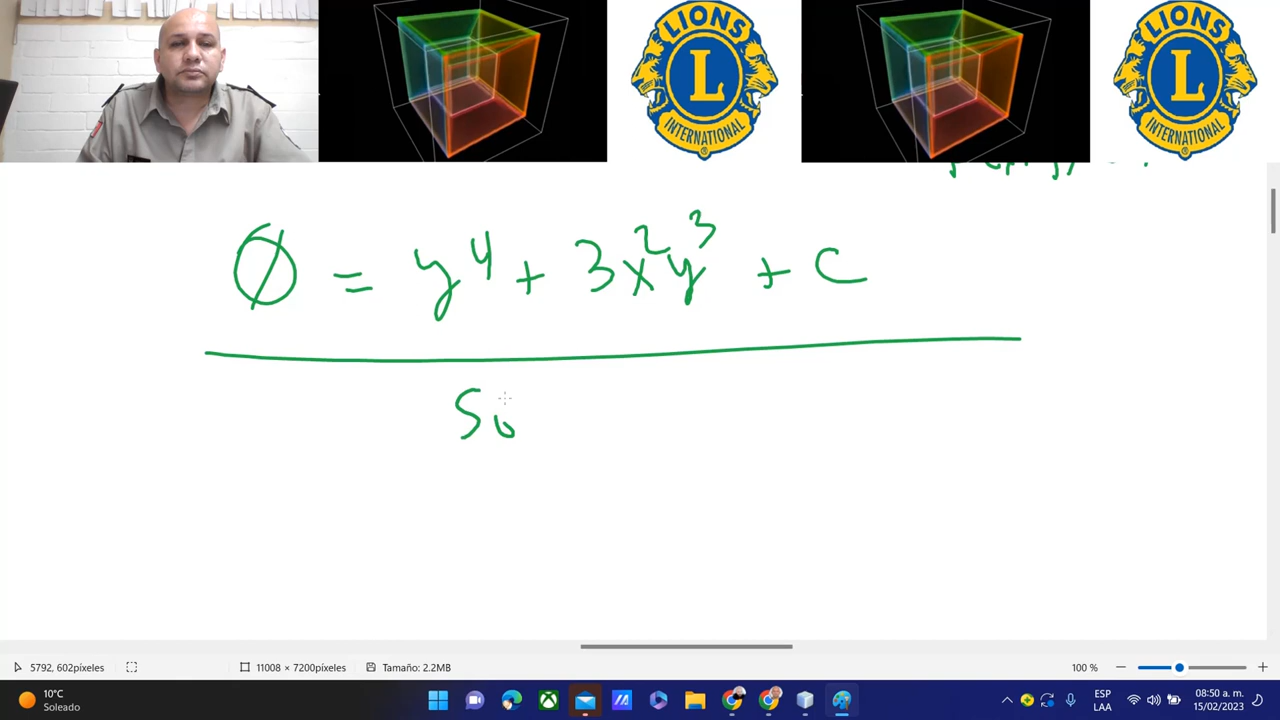 LIONS
L
INTERNATIONAL
®
LIONS
L
INTERNATIONAL
®
∅ = y⁴ + 3x²y³ + c
So
5792, 602píxeles
11008 × 7200píxeles
Tamaño: 2.2MB
100 %
10°C
Soleado
ESP
LAA
08:50 a. m.
15/02/2023